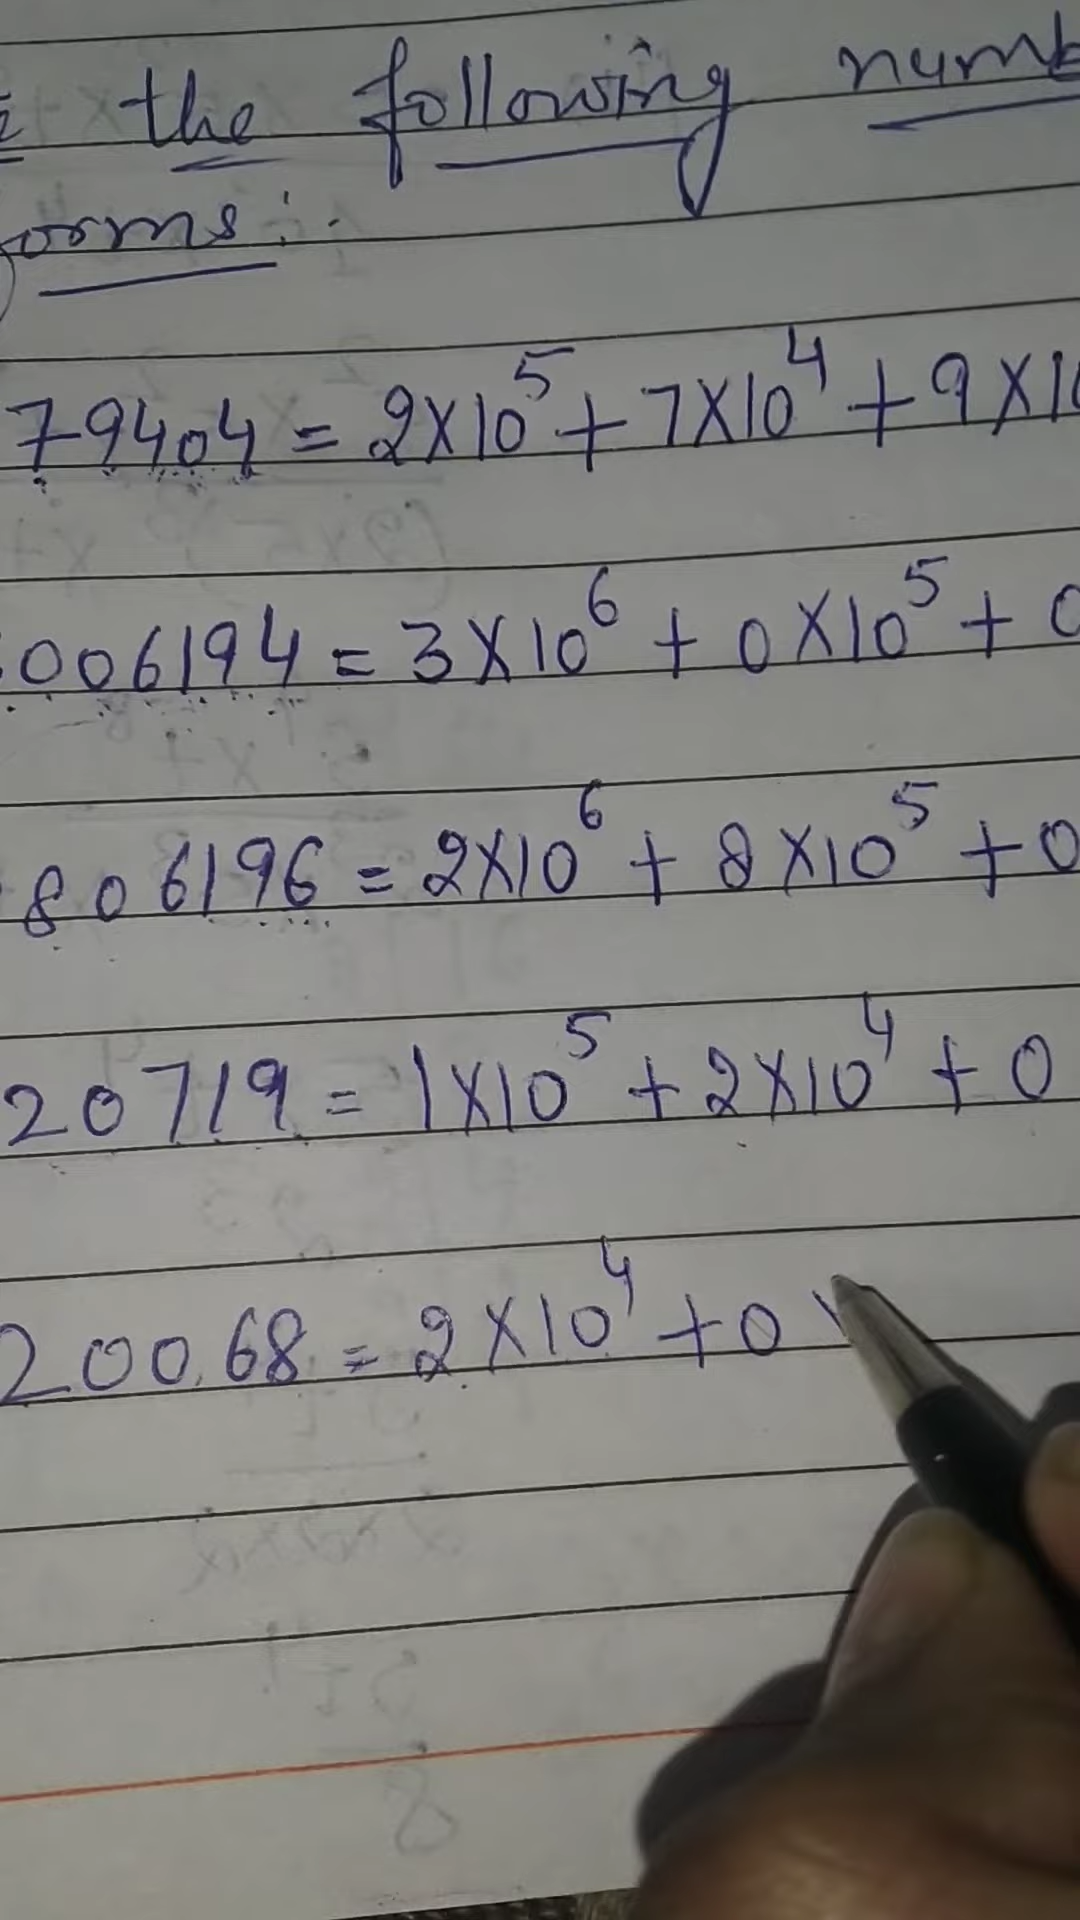 the following numb
orms:
79404 = 2×10⁵ + 7×10⁴ + 9×10
006194 = 3×10⁶ + 0×10⁵ + 0
806196 = 2×10⁶ + 8×10⁵ + 0
20719 = 1×10⁵ + 2×10⁴ + 0
20068 = 2×10⁴ + 0